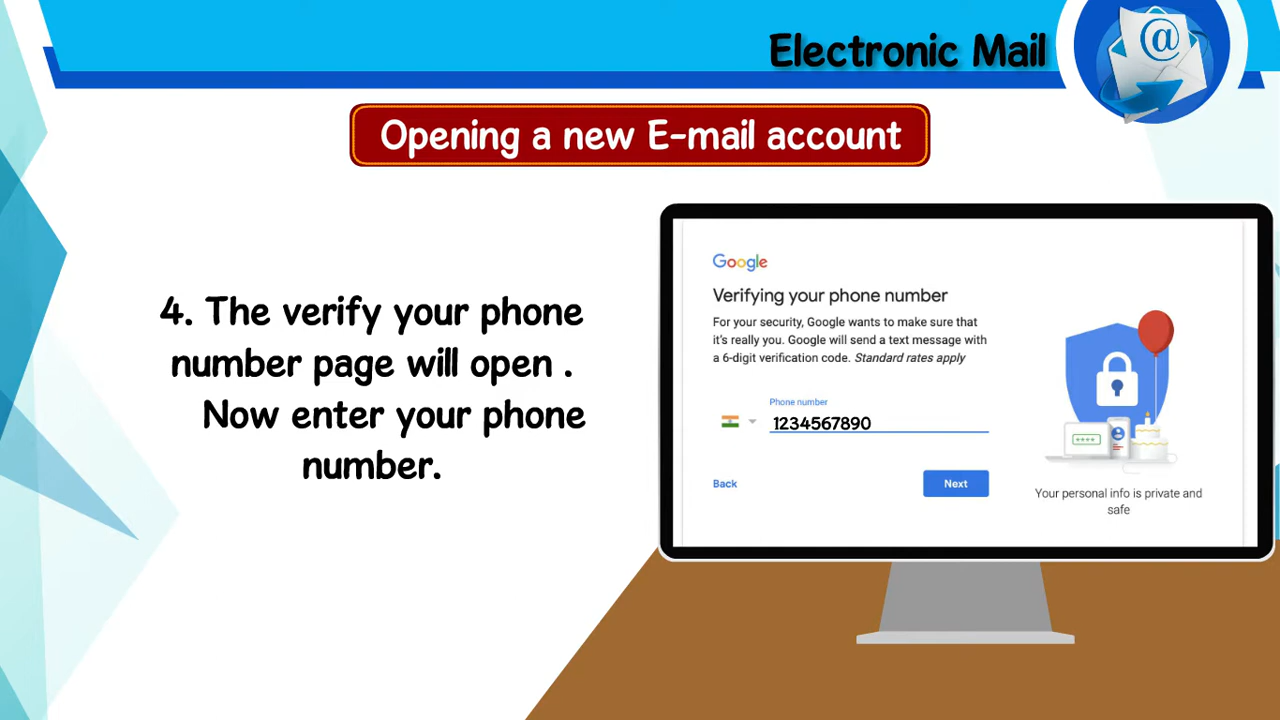 Electronic Mail
@
Opening a new E-mail account
4. The verify your phone
number page will open .
Now enter your phone
number.
Google
Verifying your phone number
For your security, Google wants to make sure that
it's really you. Google will send a text message with
a 6-digit verification code. Standard rates apply
Phone number
1234567890
Back
Next
****
Your personal info is private and
safe